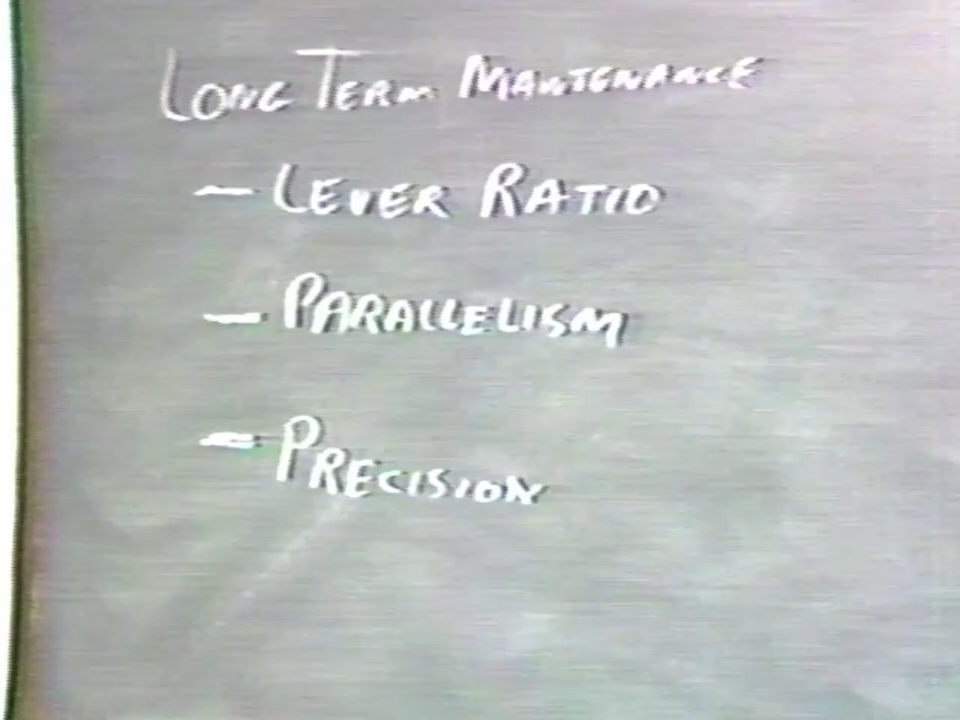 LONG TERM MAINTENANCE
- LEVER RATIO
- PARALLELISM
- PRECISION